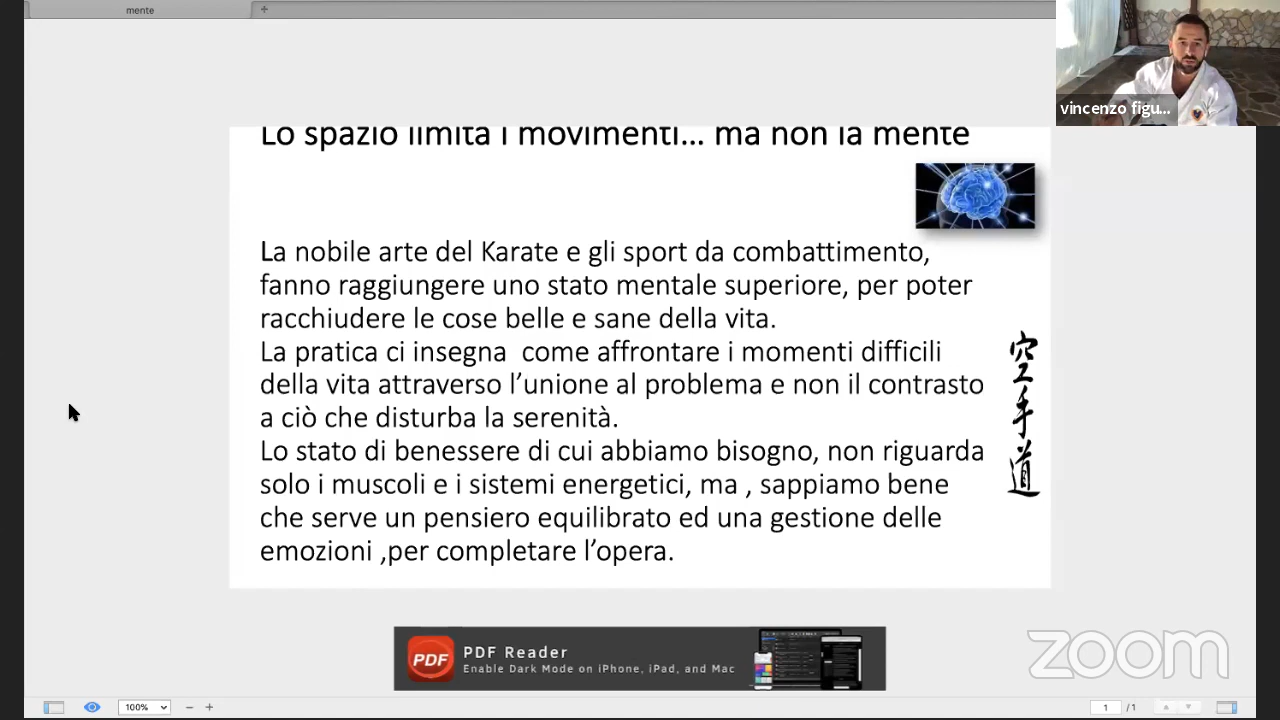 mente
vincenzo figu...
Lo spazio limita i movimenti... ma non la mente
La nobile arte del Karate e gli sport da combattimento,
fanno raggiungere uno stato mentale superiore, per poter
racchiudere le cose belle e sane della vita.
La pratica ci insegna  come affrontare i momenti difficili
della vita attraverso l’unione al problema e non il contrasto
a ciò che disturba la serenità.
Lo stato di benessere di cui abbiamo bisogno, non riguarda
solo i muscoli e i sistemi energetici, ma , sappiamo bene
che serve un pensiero equilibrato ed una gestione delle
emozioni ,per completare l’opera.
空手道
PDF
PDF Reader
Enable Dark Mode on iPhone, iPad, and Mac
zoom
100%
1 /1